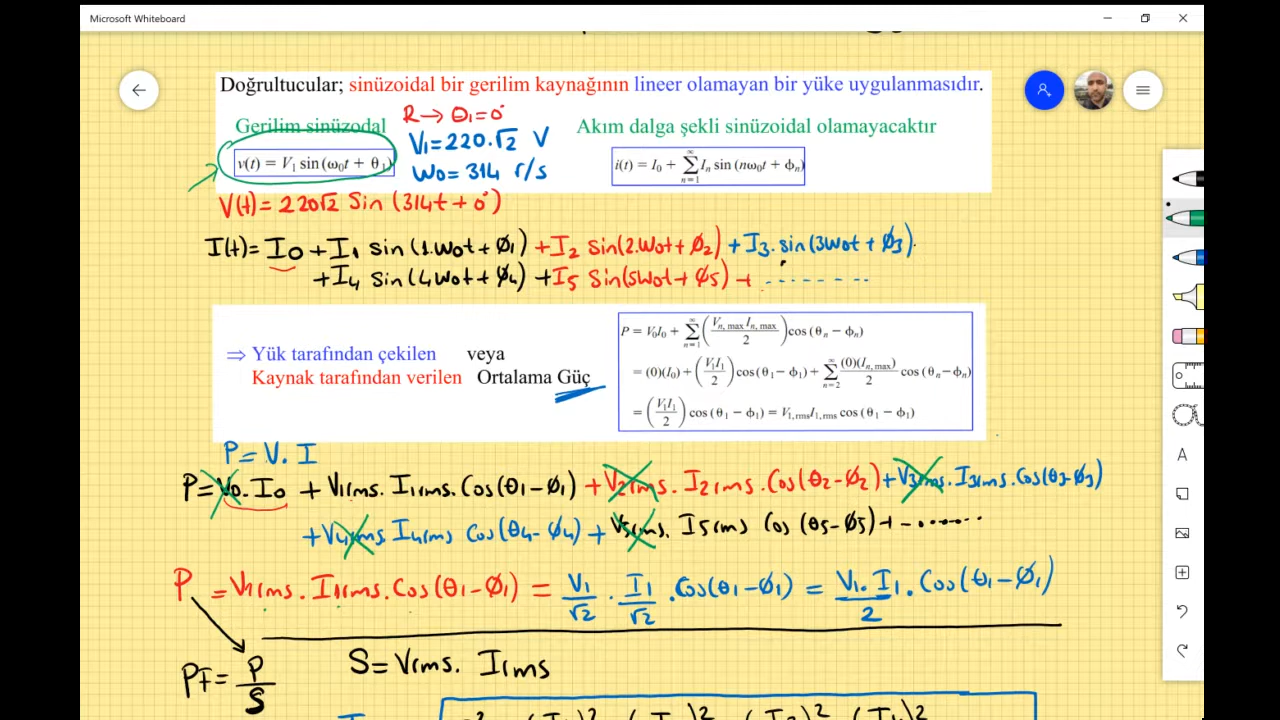 Microsoft Whiteboard
Doğrultucular; sinüzoidal bir gerilim kaynağının lineer olamayan bir yüke uygulanmasıdır.
R → θ1=0°
Gerilim sinüzodal
Akım dalga şekli sinüzoidal olamayacaktır
V1=220.√2 V
v(t) = V1 sin (ω0t + θ1)
W0=314 r/s
i(t) = I0 + ∑_{n=1}^{∞} In sin (nω0t + ϕn)
V(t)=220√2 Sin (314t+0°)
I(t)= I0 +I1 sin(1.W0t+Ø1) +I2 sin(2.W0t+Ø2) +I3.sin(3W0t+Ø3)
+I4 sin(4W0t+Ø4) +I5 Sin(5W0t+Ø5) + ........
P = V0I0 + ∑_{n=1}^{∞} (Vn, max In, max / 2) cos (θn − ϕn)
⇒ Yük tarafından çekilen veya
Kaynak tarafından verilen Ortalama Güç
= (0)(I0) + (V1I1 / 2) cos (θ1 − ϕ1) + ∑_{n=2}^{∞} (0)(In, max) / 2 cos (θn − ϕn)
= (V1I1 / 2) cos (θ1 − ϕ1) = V1, rms I1, rms cos (θ1 − ϕ1)
P=V.I
P=V0.I0 + V1rms.I1rms.Cos(θ1-Ø1) +V2rms.I2rms.Cos(θ2-Ø2)+V3rms.I3rms.Cos(θ3-Ø3)
+V4rms.I4rms Cos(θ4-Ø4) + V5rms.I5rms Cos(θ5-Ø5)+ -......
P =V1rms.I1rms.Cos(θ1-Ø1) = V1/√2 . I1/√2 .Cos(θ1-Ø1) = V1.I1/2 .Cos(θ1-Ø1)
S=Vrms. Irms
PF= P/S